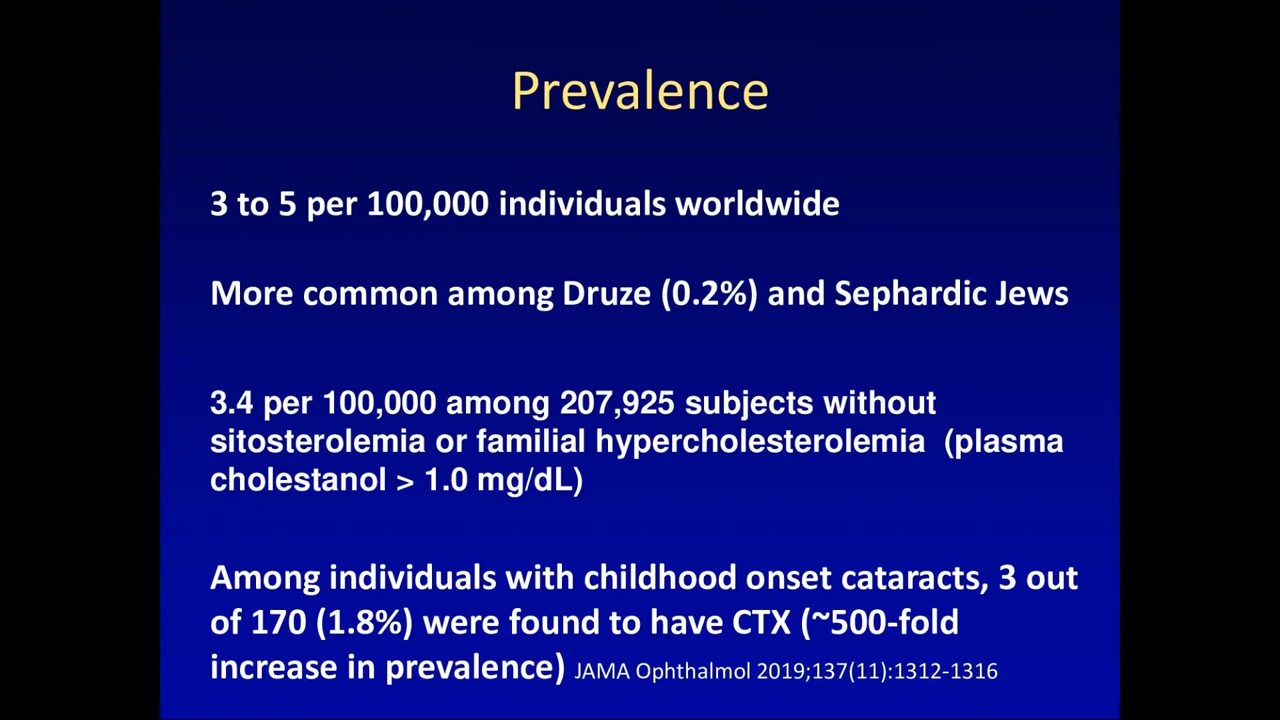 Prevalence
3 to 5 per 100,000 individuals worldwide
More common among Druze (0.2%) and Sephardic Jews
3.4 per 100,000 among 207,925 subjects without
sitosterolemia or familial hypercholesterolemia  (plasma
cholestanol > 1.0 mg/dL)
Among individuals with childhood onset cataracts, 3 out
of 170 (1.8%) were found to have CTX (~500-fold
increase in prevalence) JAMA Ophthalmol 2019;137(11):1312-1316